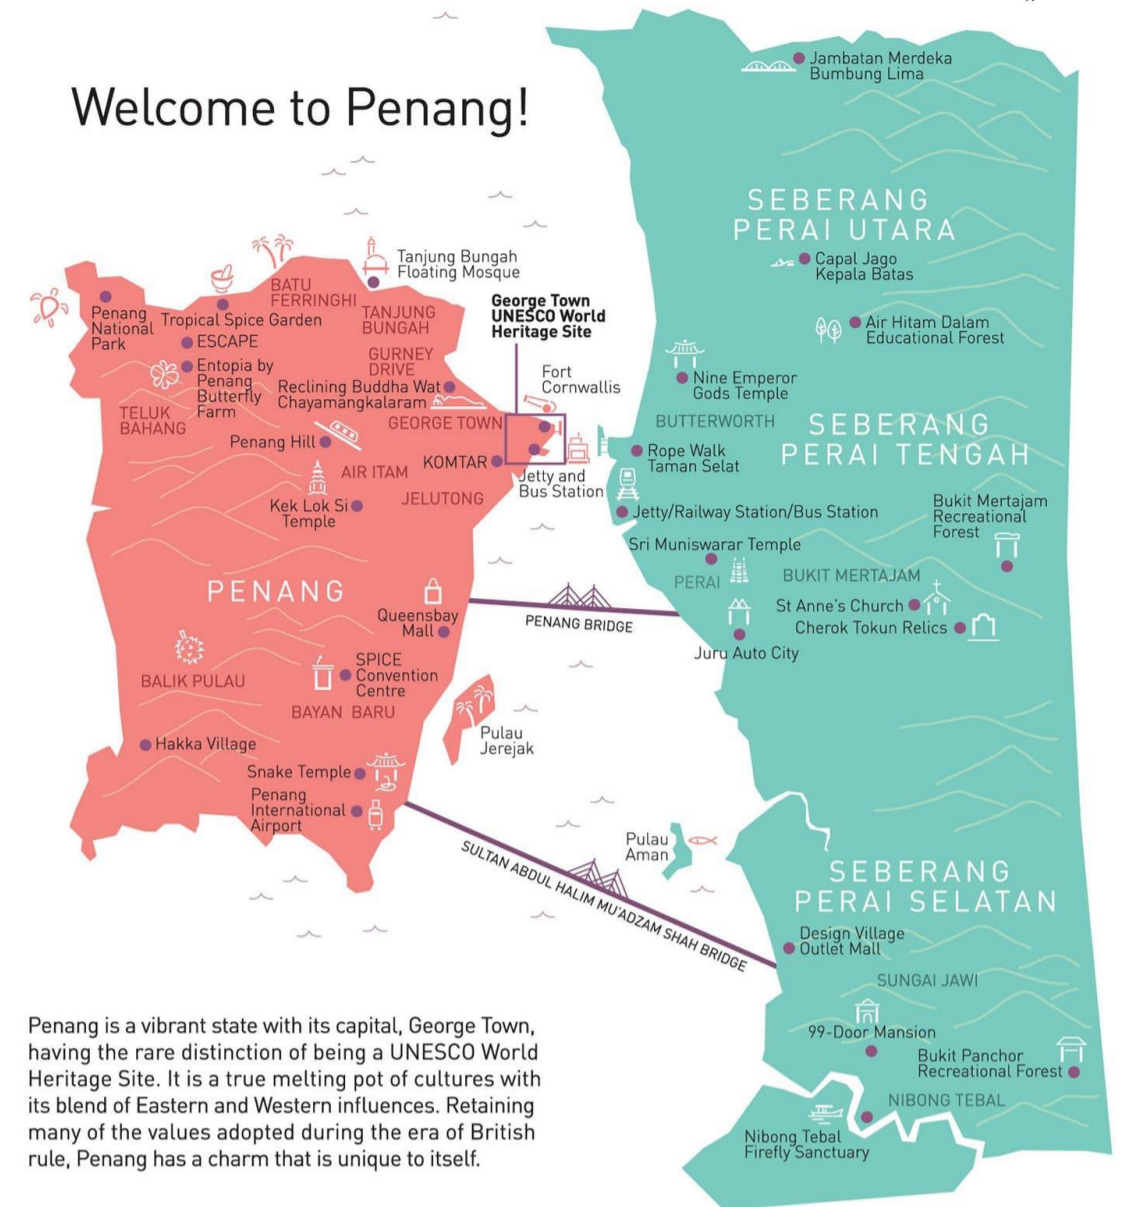 Welcome to Penang!
Jambatan Merdeka
Bumbung Lima
SEBERANG
PERAI UTARA
Capal Jago
Kepala Batas
Air Hitam Dalam
Educational Forest
Nine Emperor
Gods Temple
BUTTERWORTH
SEBERANG
PERAI TENGAH
Rope Walk
Taman Selat
Jetty/Railway Station/Bus Station
Bukit Mertajam
Recreational
Forest
Sri Muniswarar Temple
PERAI
BUKIT MERTAJAM
St Anne's Church
Cherok Tokun Relics
Juru Auto City
Tanjung Bungah
Floating Mosque
BATU
FERRINGHI
TANJUNG
BUNGAH
George Town
UNESCO World
Heritage Site
Penang
National
Park
Tropical Spice Garden
ESCAPE
Entopia by
Penang
Butterfly
Farm
GURNEY
DRIVE
Reclining Buddha Wat
Chayamangkalaram
Fort
Cornwallis
TELUK
BAHANG
GEORGE TOWN
Penang Hill
KOMTAR
AIR ITAM
Jetty and
Bus Station
JELUTONG
Kek Lok Si
Temple
PENANG
Queensbay
Mall
PENANG BRIDGE
SPICE
Convention
Centre
BALIK PULAU
BAYAN BARU
Pulau
Jerejak
Hakka Village
Snake Temple
Penang
International
Airport
SULTAN ABDUL HALIM MU'ADZAM SHAH BRIDGE
Pulau
Aman
SEBERANG
PERAI SELATAN
Design Village
Outlet Mall
SUNGAI JAWI
99-Door Mansion
Bukit Panchor
Recreational Forest
NIBONG TEBAL
Nibong Tebal
Firefly Sanctuary
Penang is a vibrant state with its capital, George Town,
having the rare distinction of being a UNESCO World
Heritage Site. It is a true melting pot of cultures with
its blend of Eastern and Western influences. Retaining
many of the values adopted during the era of British
rule, Penang has a charm that is unique to itself.